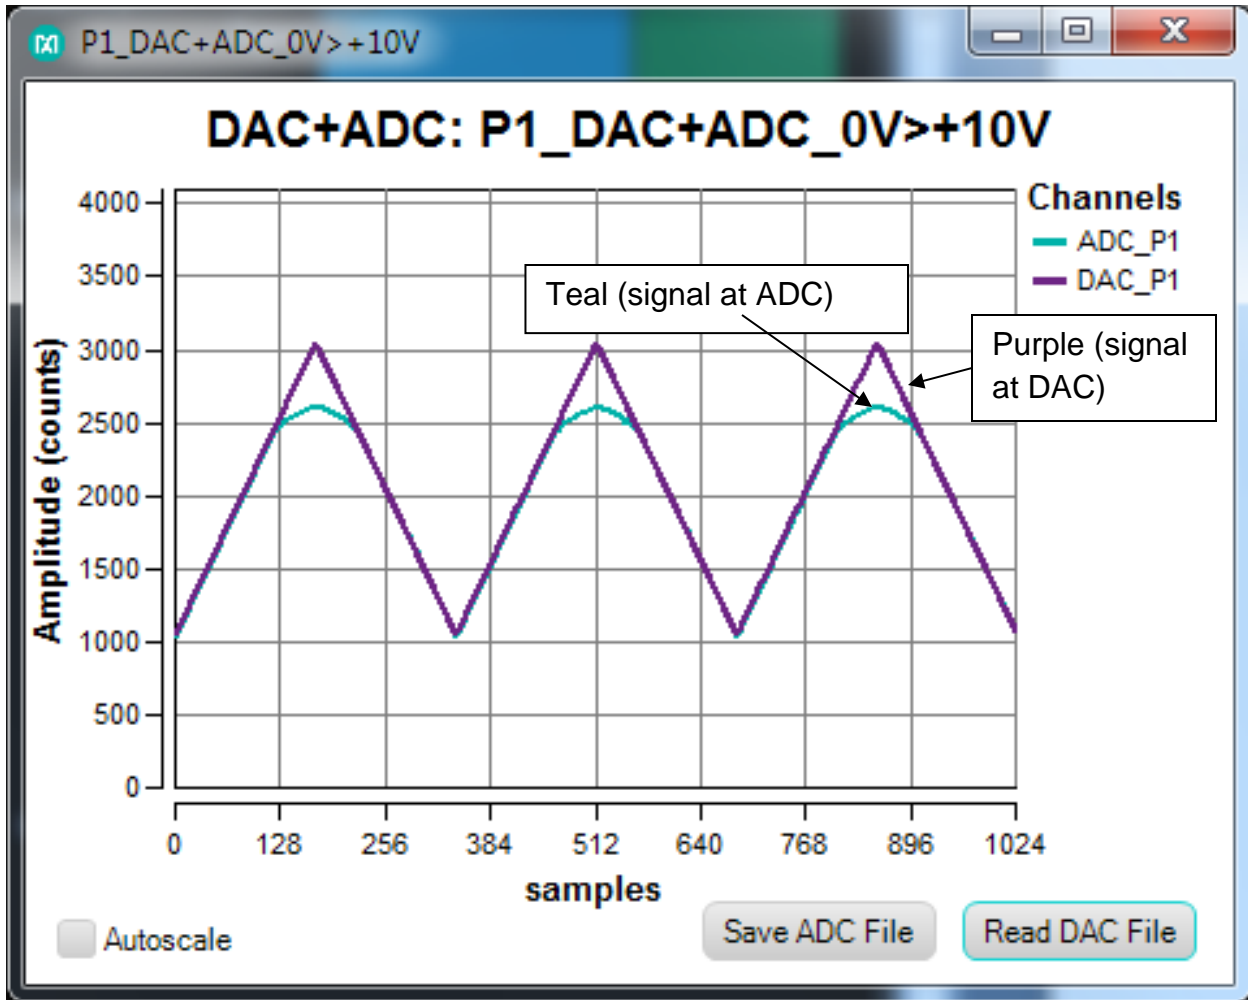 P1_DAC+ADC_0V>+10V
DAC+ADC: P1_DAC+ADC_0V>+10V
Channels
ADC_P1
DAC_P1
Teal (signal at ADC)
Purple (signal
at DAC)
Amplitude (counts)
4000
3500
3000
2500
2000
1500
1000
500
0
0 128 256 384 512 640 768 896 1024
samples
Autoscale
Save ADC File
Read DAC File